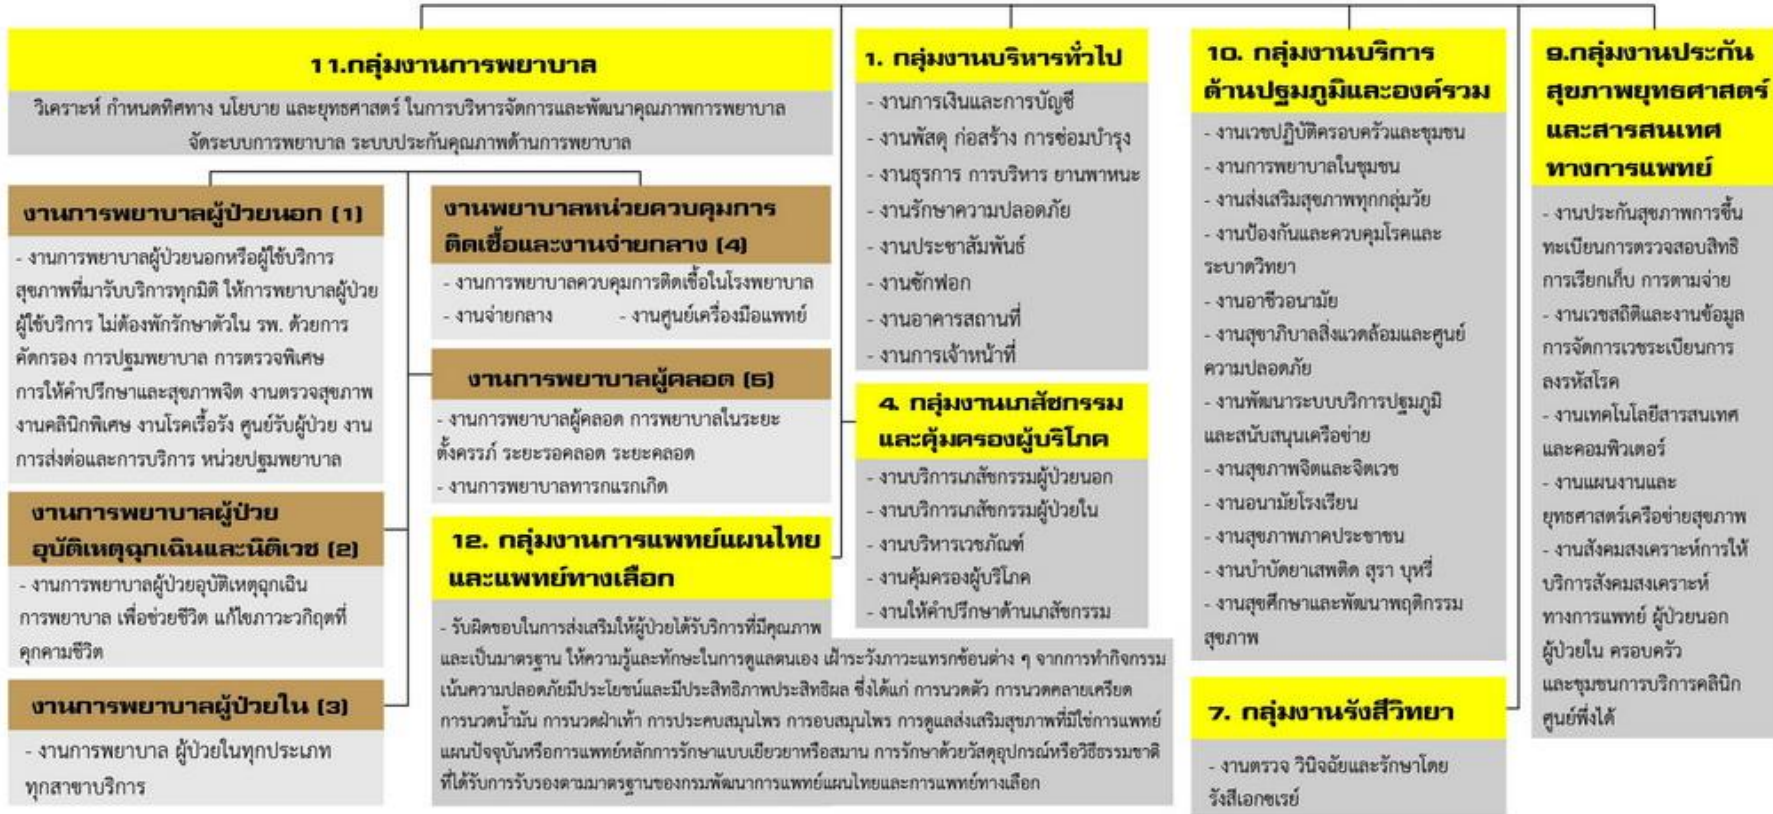 11.กลุ่มงานการพยาบาล
วิเคราะห์ กำหนดทิศทาง นโยบาย และยุทธศาสตร์ ในการบริหารจัดการและพัฒนาคุณภาพการพยาบาล
จัดระบบการพยาบาล ระบบประกันคุณภาพด้านการพยาบาล
งานการพยาบาลผู้ป่วยนอก (1)
- งานการพยาบาลผู้ป่วยนอกหรือผู้ใช้บริการ
สุขภาพที่มารับบริการทุกมิติ ให้การพยาบาลผู้ป่วย
ผู้ใช้บริการ ไม่ต้องพักรักษาตัวใน รพ. ด้วยการ
คัดกรอง การปฐมพยาบาล การตรวจพิเศษ
การให้คำปรึกษาและสุขภาพจิต งานตรวจสุขภาพ
งานคลินิกพิเศษ งานโรคเรื้อรัง ศูนย์รับผู้ป่วย งาน
การส่งต่อและการบริการ หน่วยปฐมพยาบาล
งานการพยาบาลผู้ป่วย
อุบัติเหตุฉุกเฉินและนิติเวช (2)
- งานการพยาบาลผู้ป่วยอุบัติเหตุฉุกเฉิน
การพยาบาล เพื่อช่วยชีวิต แก้ไขภาวะวิกฤตที่
คุกคามชีวิต
งานการพยาบาลผู้ป่วยใน (3)
- งานการพยาบาล ผู้ป่วยในทุกประเภท
ทุกสาขาบริการ
งานพยาบาลหน่วยควบคุมการ
ติดเชื้อและงานจ่ายกลาง (4)
- งานการพยาบาลควบคุมการติดเชื้อในโรงพยาบาล
- งานจ่ายกลาง - งานศูนย์เครื่องมือแพทย์
งานการพยาบาลผู้คลอด (5)
- งานการพยาบาลผู้คลอด การพยาบาลในระยะ
ตั้งครรภ์ ระยะรอคลอด ระยะคลอด
- งานการพยาบาลทารกแรกเกิด
12. กลุ่มงานการแพทย์แผนไทย
และแพทย์ทางเลือก
- รับผิดชอบในการส่งเสริมให้ผู้ป่วยได้รับริการที่มีคุณภาพ
และเป็นมาตรฐาน ให้ความรู้และทักษะในการดูแลตนเอง เฝ้าระวังภาวะแทรกซ้อนต่าง ๆ จากการทำกิจกรรม
เน้นความปลอดภัยมีประโยชน์และมีประสิทธิภาพประสิทธิผล ซึ่งได้แก่ การนวดตัว การนวดคลายเครียด
การนวดน้ำมัน การนวดฝ่าเท้า การประคบสมุนไพร การอบสมุนไพร การดูแลส่งเสริมสุขภาพที่มิใช่การแพทย์
แผนปัจจุบันหรือการแพทย์หลักการรักษาแบบเยียวยาหรือสมาน การรักษาด้วยวัสดุอุปกรณ์หรือวิธีธรรมชาติ
ที่ได้รับการรับรองตามมาตรฐานของกรมพัฒนาการแพทย์แผนไทยและการแพทย์ทางเลือก
1. กลุ่มงานบริหารทั่วไป
- งานการเงินและการบัญชี
- งานพัสดุ ก่อสร้าง การซ่อมบำรุง
- งานธุรการ การบริหาร ยานพาหนะ
- งานรักษาความปลอดภัย
- งานประชาสัมพันธ์
- งานซักฟอก
- งานอาคารสถานที่
- งานการเจ้าหน้าที่
4. กลุ่มงานเภสัชกรรม
และคุ้มครองผู้บริโภค
- งานบริการเภสัชกรรมผู้ป่วยนอก
- งานบริการเภสัชกรรมผู้ป่วยใน
- งานบริหารเวชภัณฑ์
- งานคุ้มครองผู้บริโภค
- งานให้คำปรึกษาด้านเภสัชกรรม
10. กลุ่มงานบริการ
ด้านปฐมภูมิและองค์รวม
- งานเวชปฏิบัติครอบครัวและชุมชน
- งานการพยาบาลในชุมชน
- งานส่งเสริมสุขภาพทุกกลุ่มวัย
- งานป้องกันและควบคุมโรคและ
ระบาดวิทยา
- งานอาชีวอนามัย
- งานสุขาภิบาลสิ่งแวดล้อมและศูนย์
ความปลอดภัย
- งานพัฒนาระบบบริการปฐมภูมิ
และสนับสนุนเครือข่าย
- งานสุขภาพจิตและจิตเวช
- งานอนามัยโรงเรียน
- งานสุขภาพภาคประชาชน
- งานบำบัดยาเสพติด สุรา บุหรี่
- งานสุขศึกษาและพัฒนาพฤติกรรม
สุขภาพ
7. กลุ่มงานรังสีวิทยา
- งานตรวจ วินิจฉัยและรักษาโดย
รังสีเอกซเรย์
9.กลุ่มงานประกัน
สุขภาพยุทธศาสตร์
และสารสนเทศ
ทางการแพทย์
- งานประกันสุขภาพการขึ้น
ทะเบียนการตรวจสอบสิทธิ
การเรียกเก็บ การตามจ่าย
- งานเวชสถิติและงานข้อมูล
การจัดการเวชระเบียนการ
ลงรหัสโรค
- งานเทคโนโลยีสารสนเทศ
และคอมพิวเตอร์
- งานแผนงานและ
ยุทธศาสตร์เครือข่ายสุขภาพ
- งานสังคมสงเคราะห์การให้
บริการสังคมสงเคราะห์
ทางการแพทย์ ผู้ป่วยนอก
ผู้ป่วยใน ครอบครัว
และชุมชนการบริการคลินิก
ศูนย์พึ่งได้